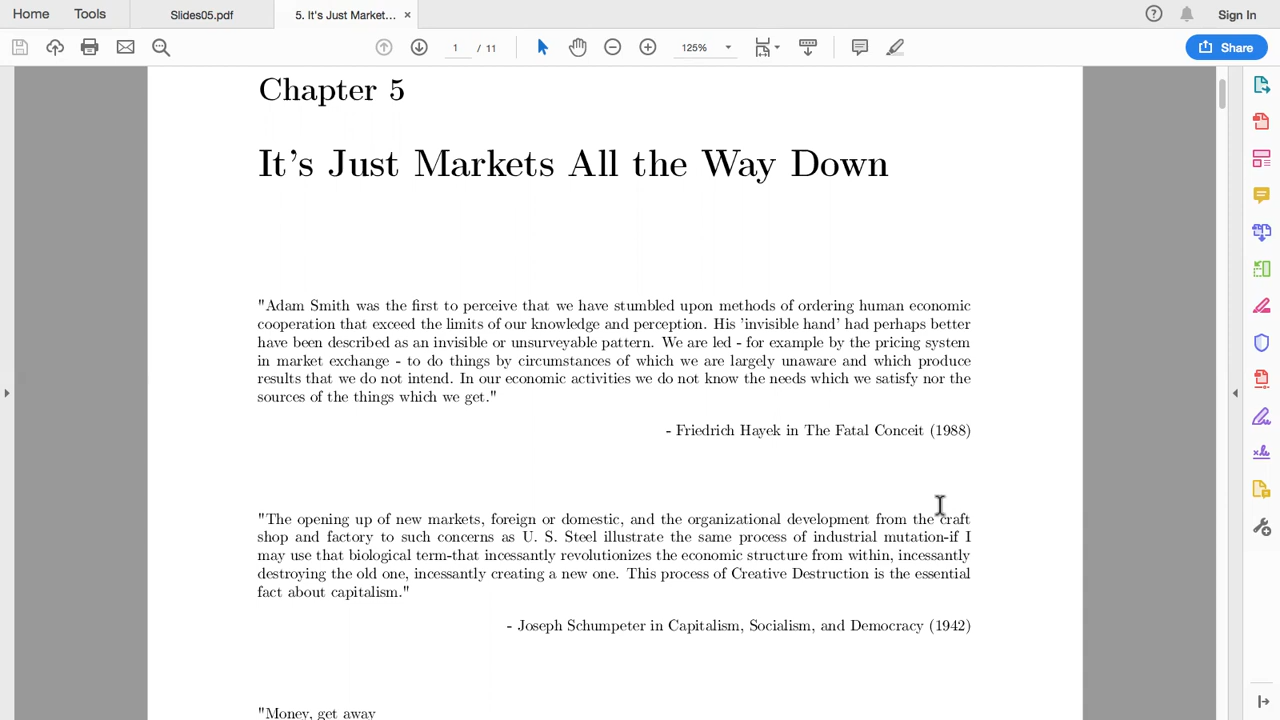 Home Tools Slides05.pdf 5. It's Just Market... × Sign In
1 / 11 125% Share
Chapter 5
It's Just Markets All the Way Down
"Adam Smith was the first to perceive that we have stumbled upon methods of ordering human economic
cooperation that exceed the limits of our knowledge and perception. His 'invisible hand' had perhaps better
have been described as an invisible or unsurveyable pattern. We are led - for example by the pricing system
in market exchange - to do things by circumstances of which we are largely unaware and which produce
results that we do not intend. In our economic activities we do not know the needs which we satisfy nor the
sources of the things which we get."
- Friedrich Hayek in The Fatal Conceit (1988)
"The opening up of new markets, foreign or domestic, and the organizational development from the craft
shop and factory to such concerns as U. S. Steel illustrate the same process of industrial mutation-if I
may use that biological term-that incessantly revolutionizes the economic structure from within, incessantly
destroying the old one, incessantly creating a new one. This process of Creative Destruction is the essential
fact about capitalism."
- Joseph Schumpeter in Capitalism, Socialism, and Democracy (1942)
"Money, get away